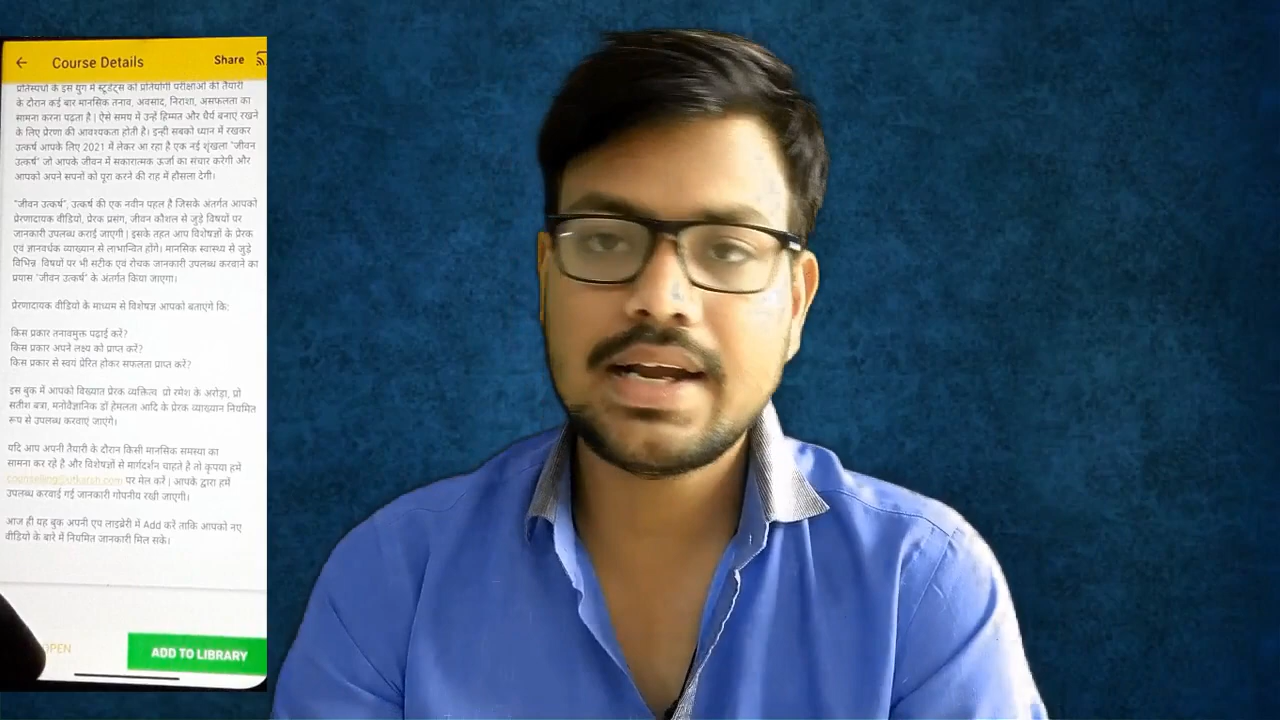 Course Details
Share
प्रतिस्पर्धा के इस युग में स्टूडेंट्स को प्रतियोगी परीक्षाओं की तैयारी
के दौरान कई बार मानसिक तनाव, अवसाद, निराशा, असफलता का
सामना करना पड़ता है। ऐसे समय में उन्हें हिम्मत और धैर्य बनाएं रखने
के लिए प्रेरणा की आवश्यकता होती है। इन्हीं सबको ध्यान में रखकर
उत्कर्ष आपके लिए 2021 में लेकर आ रहा है एक नई शृंखला "जीवन
उत्कर्ष" जो आपके जीवन में सकारात्मक ऊर्जा का संचार करेगी और
आपको अपने सपनों को पूरा करने की राह में हौसला देगी।
"जीवन उत्कर्ष", उत्कर्ष की एक नवीन पहल है जिसके अंतर्गत आपको
प्रेरणादायक वीडियो, प्रेरक प्रसंग, जीवन कौशल से जुड़े विषयों पर
जानकारी उपलब्ध कराई जाएगी। इसके तहत आप विशेषज्ञों के प्रेरक
एवं ज्ञानवर्धक व्याख्यान से लाभान्वित होंगे। मानसिक स्वास्थ्य से जुड़े
विभिन्न विषयों पर भी सटीक एवं रोचक जानकारी उपलब्ध करवाने का
प्रयास "जीवन उत्कर्ष" के अंतर्गत किया जाएगा।
प्रेरणादायक वीडियो के माध्यम से विशेषज्ञ आपको बताएंगे कि:
किस प्रकार तनावमुक्त पढ़ाई करें?
किस प्रकार अपने लक्ष्य को प्राप्त करें?
किस प्रकार से स्वयं प्रेरित होकर सफलता प्राप्त करें?
इस बुक में आपको विख्यात प्रेरक व्यक्तित्व प्रो रमेश के अरोड़ा, प्रो
सतीश बत्रा, मनोवैज्ञानिक डॉ हेमलता आदि के प्रेरक व्याख्यान नियमित
रूप से उपलब्ध करवाएं जाएंगे।
यदि आप अपनी तैयारी के दौरान किसी मानसिक समस्या का
सामना कर रहे है और विशेषज्ञों से मार्गदर्शन चाहते है तो कृपया हमें
counselling@utkarsh.com पर मेल करें | आपके द्वारा हमें
उपलब्ध करवाई गई जानकारी गोपनीय रखी जाएगी।
आज ही यह बुक अपनी एप लाइब्रेरी में Add करें ताकि आपको नए
वीडियो के बारे में नियमित जानकारी मिल सके।
OPEN
ADD TO LIBRARY